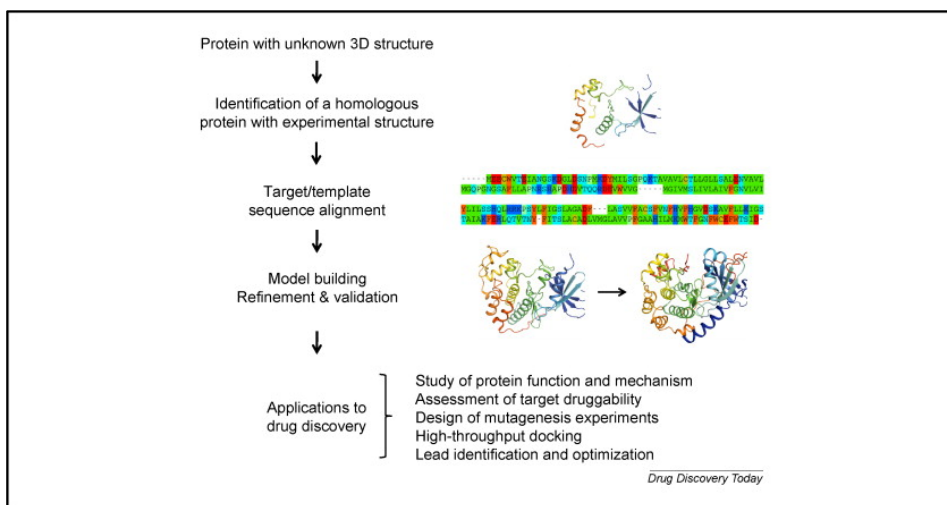 Protein with unknown 3D structure
Identification of a homologous
protein with experimental structure
Target/template
sequence alignment
Model building
Refinement & validation
Applications to
drug discovery
Study of protein function and mechanism
Assessment of target druggability
Design of mutagenesis experiments
High-throughput docking
Lead identification and optimization
Drug Discovery Today